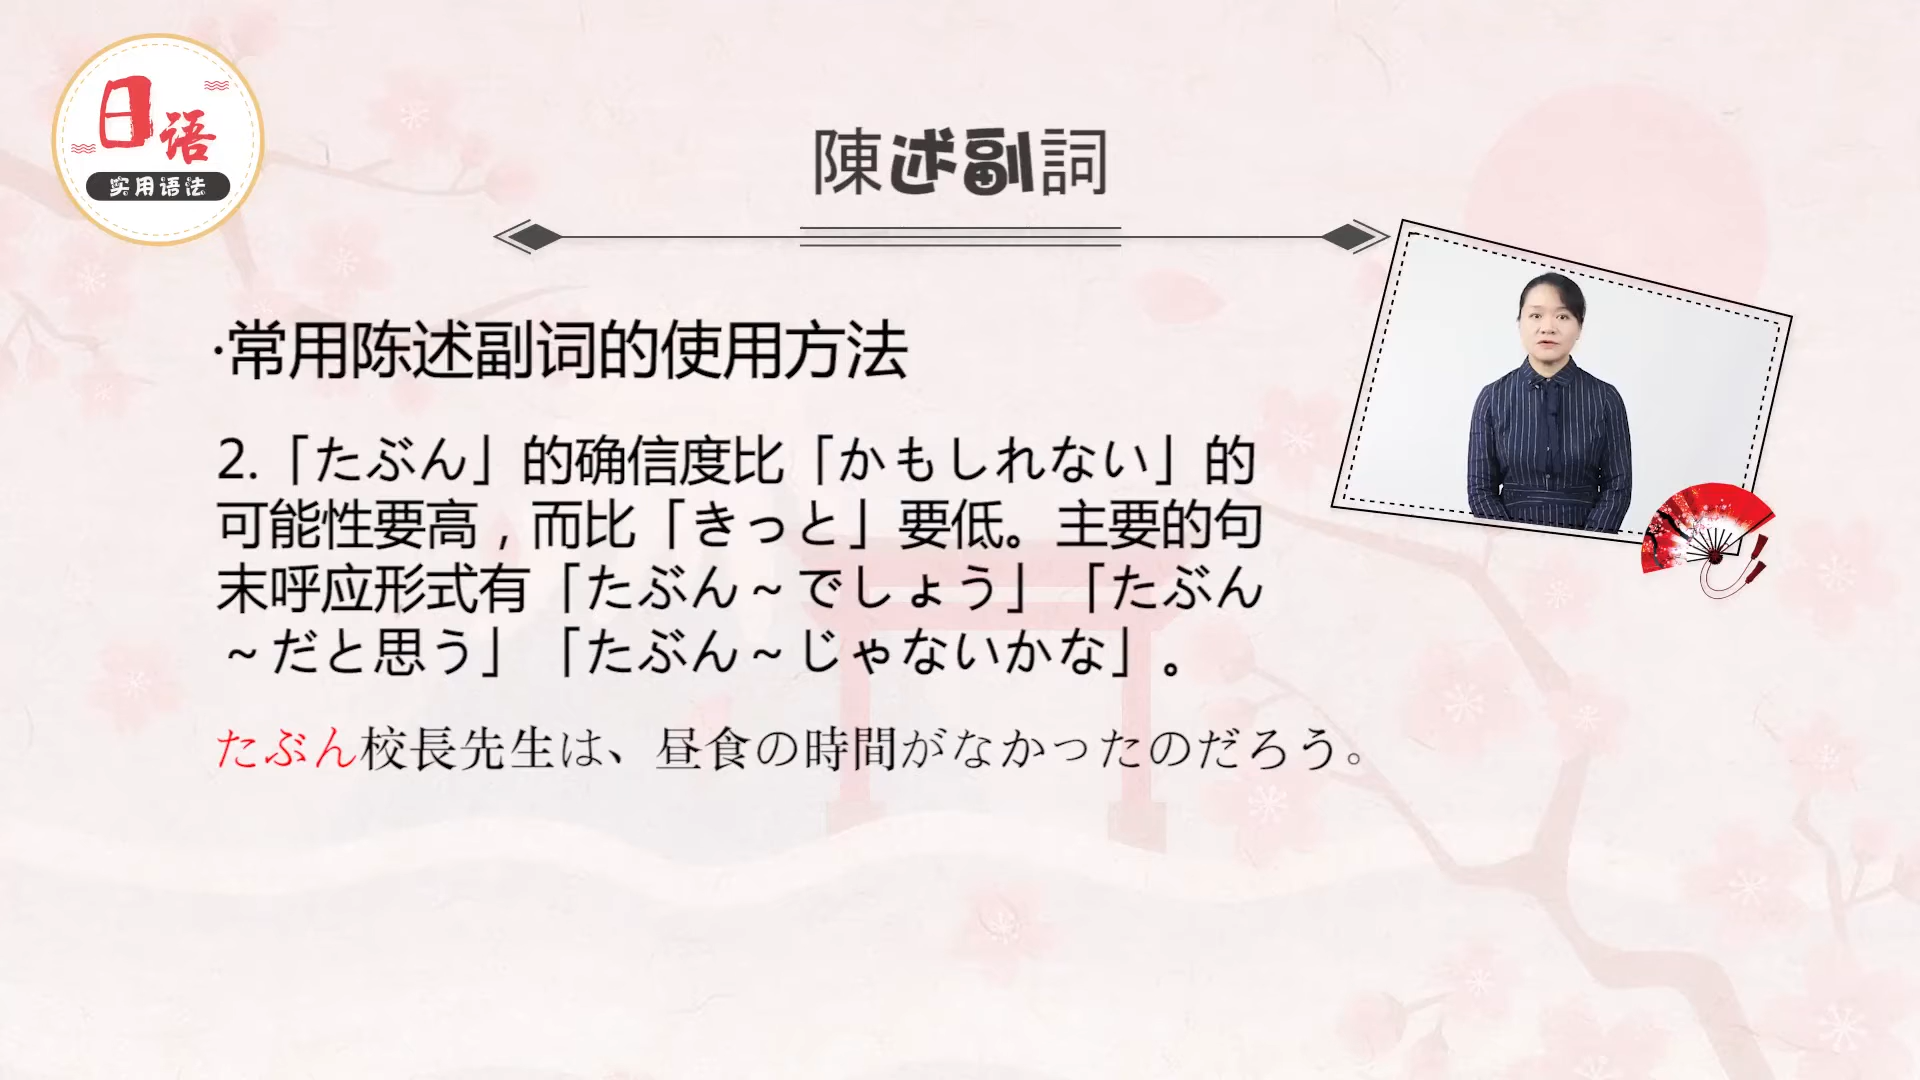 日语
实用语法
陳述副詞
·常用陈述副词的使用方法
2.「たぶん」的确信度比「かもしれない」的
可能性要高，而比「きっと」要低。主要的句
末呼应形式有「たぶん～でしょう」「たぶん
～だと思う」「たぶん～じゃないかな」。
たぶん校長先生は、昼食の時間がなかったのだろう。